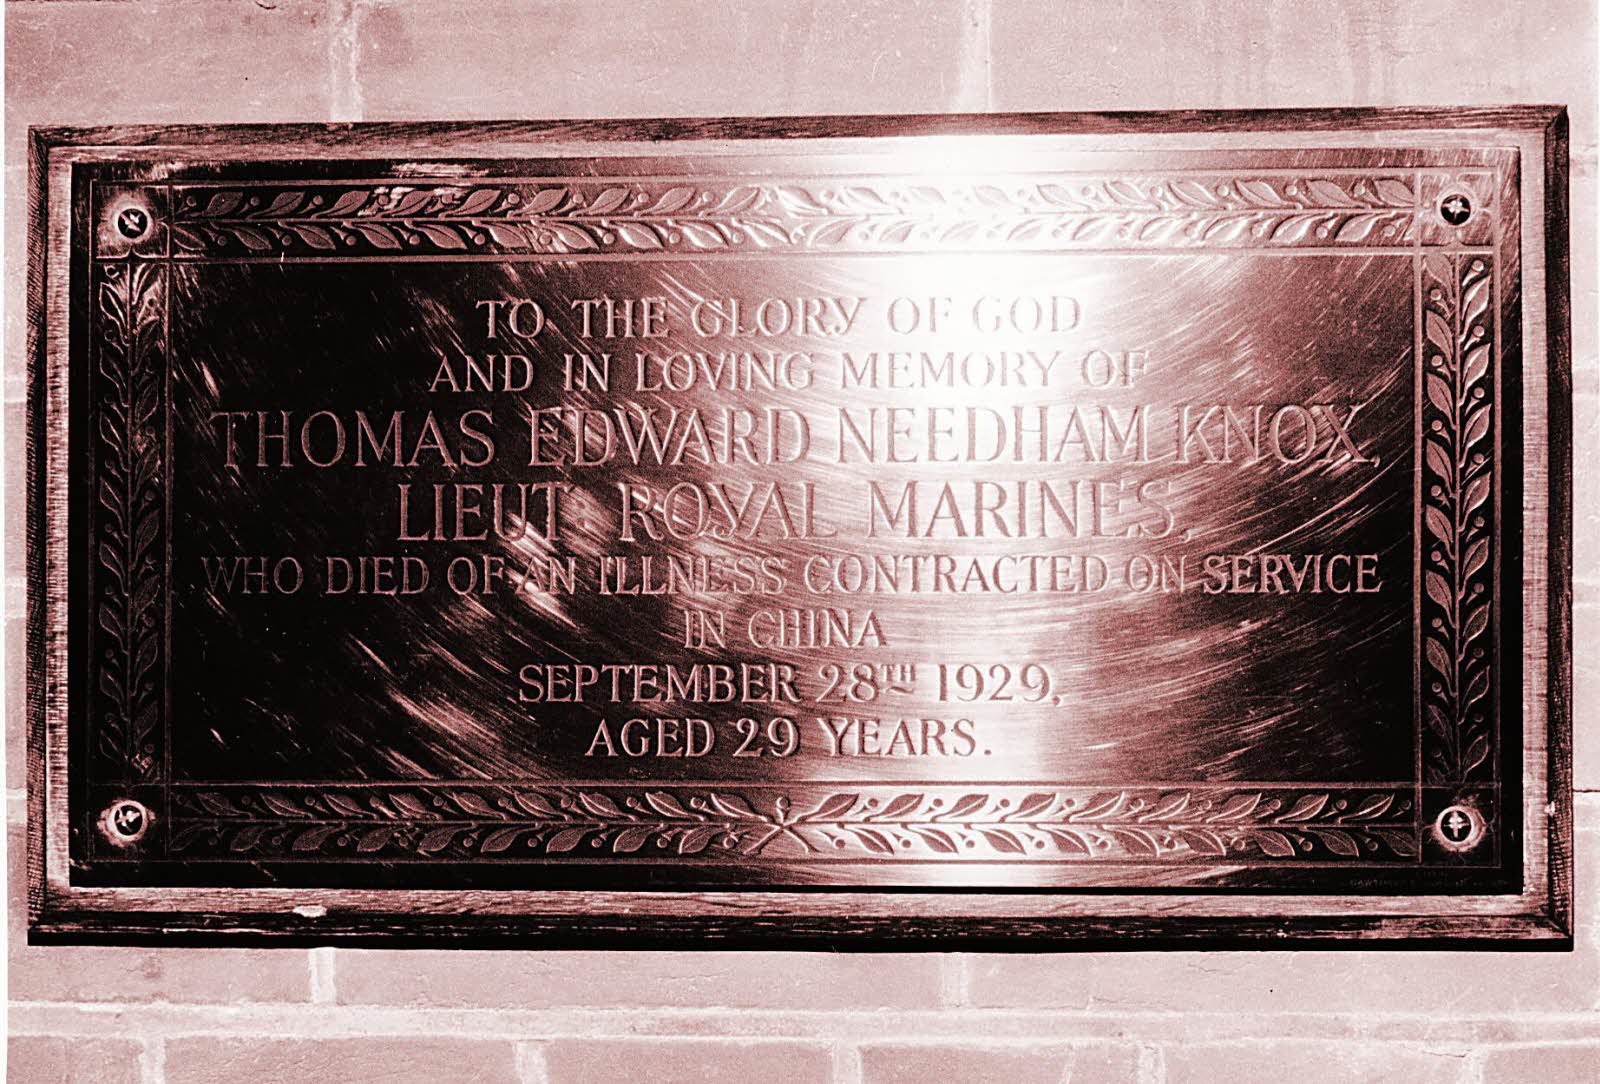 TO THE GLORY OF GOD
AND IN LOVING MEMORY OF
THOMAS EDWARD NEEDHAM KNOX,
LIEUT. ROYAL MARINES,
WHO DIED OF AN ILLNESS CONTRACTED ON SERVICE
IN CHINA
SEPTEMBER 28TH 1929,
AGED 29 YEARS.